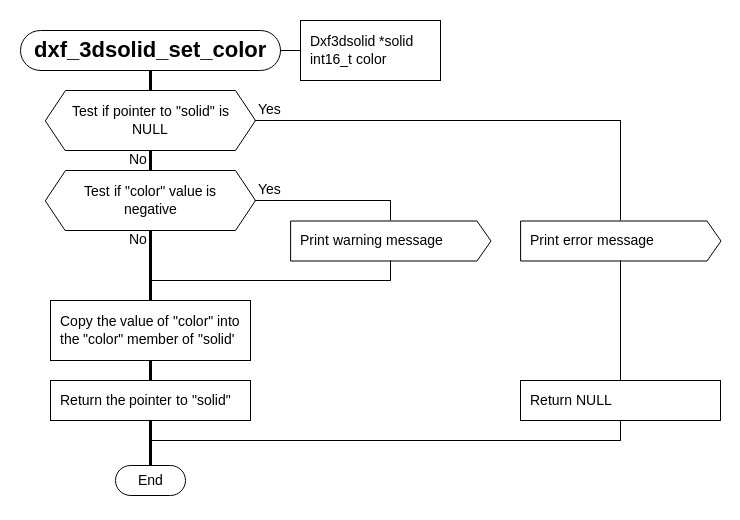 dxf_3dsolid_set_color
Dxf3dsolid *solid
int16_t color
Test if pointer to "solid" is
NULL
Yes
No
Test if "color" value is
negative
Yes
No
Print warning message
Print error message
Copy the value of "color" into
the "color" member of "solid'
Return the pointer to "solid"
Return NULL
End